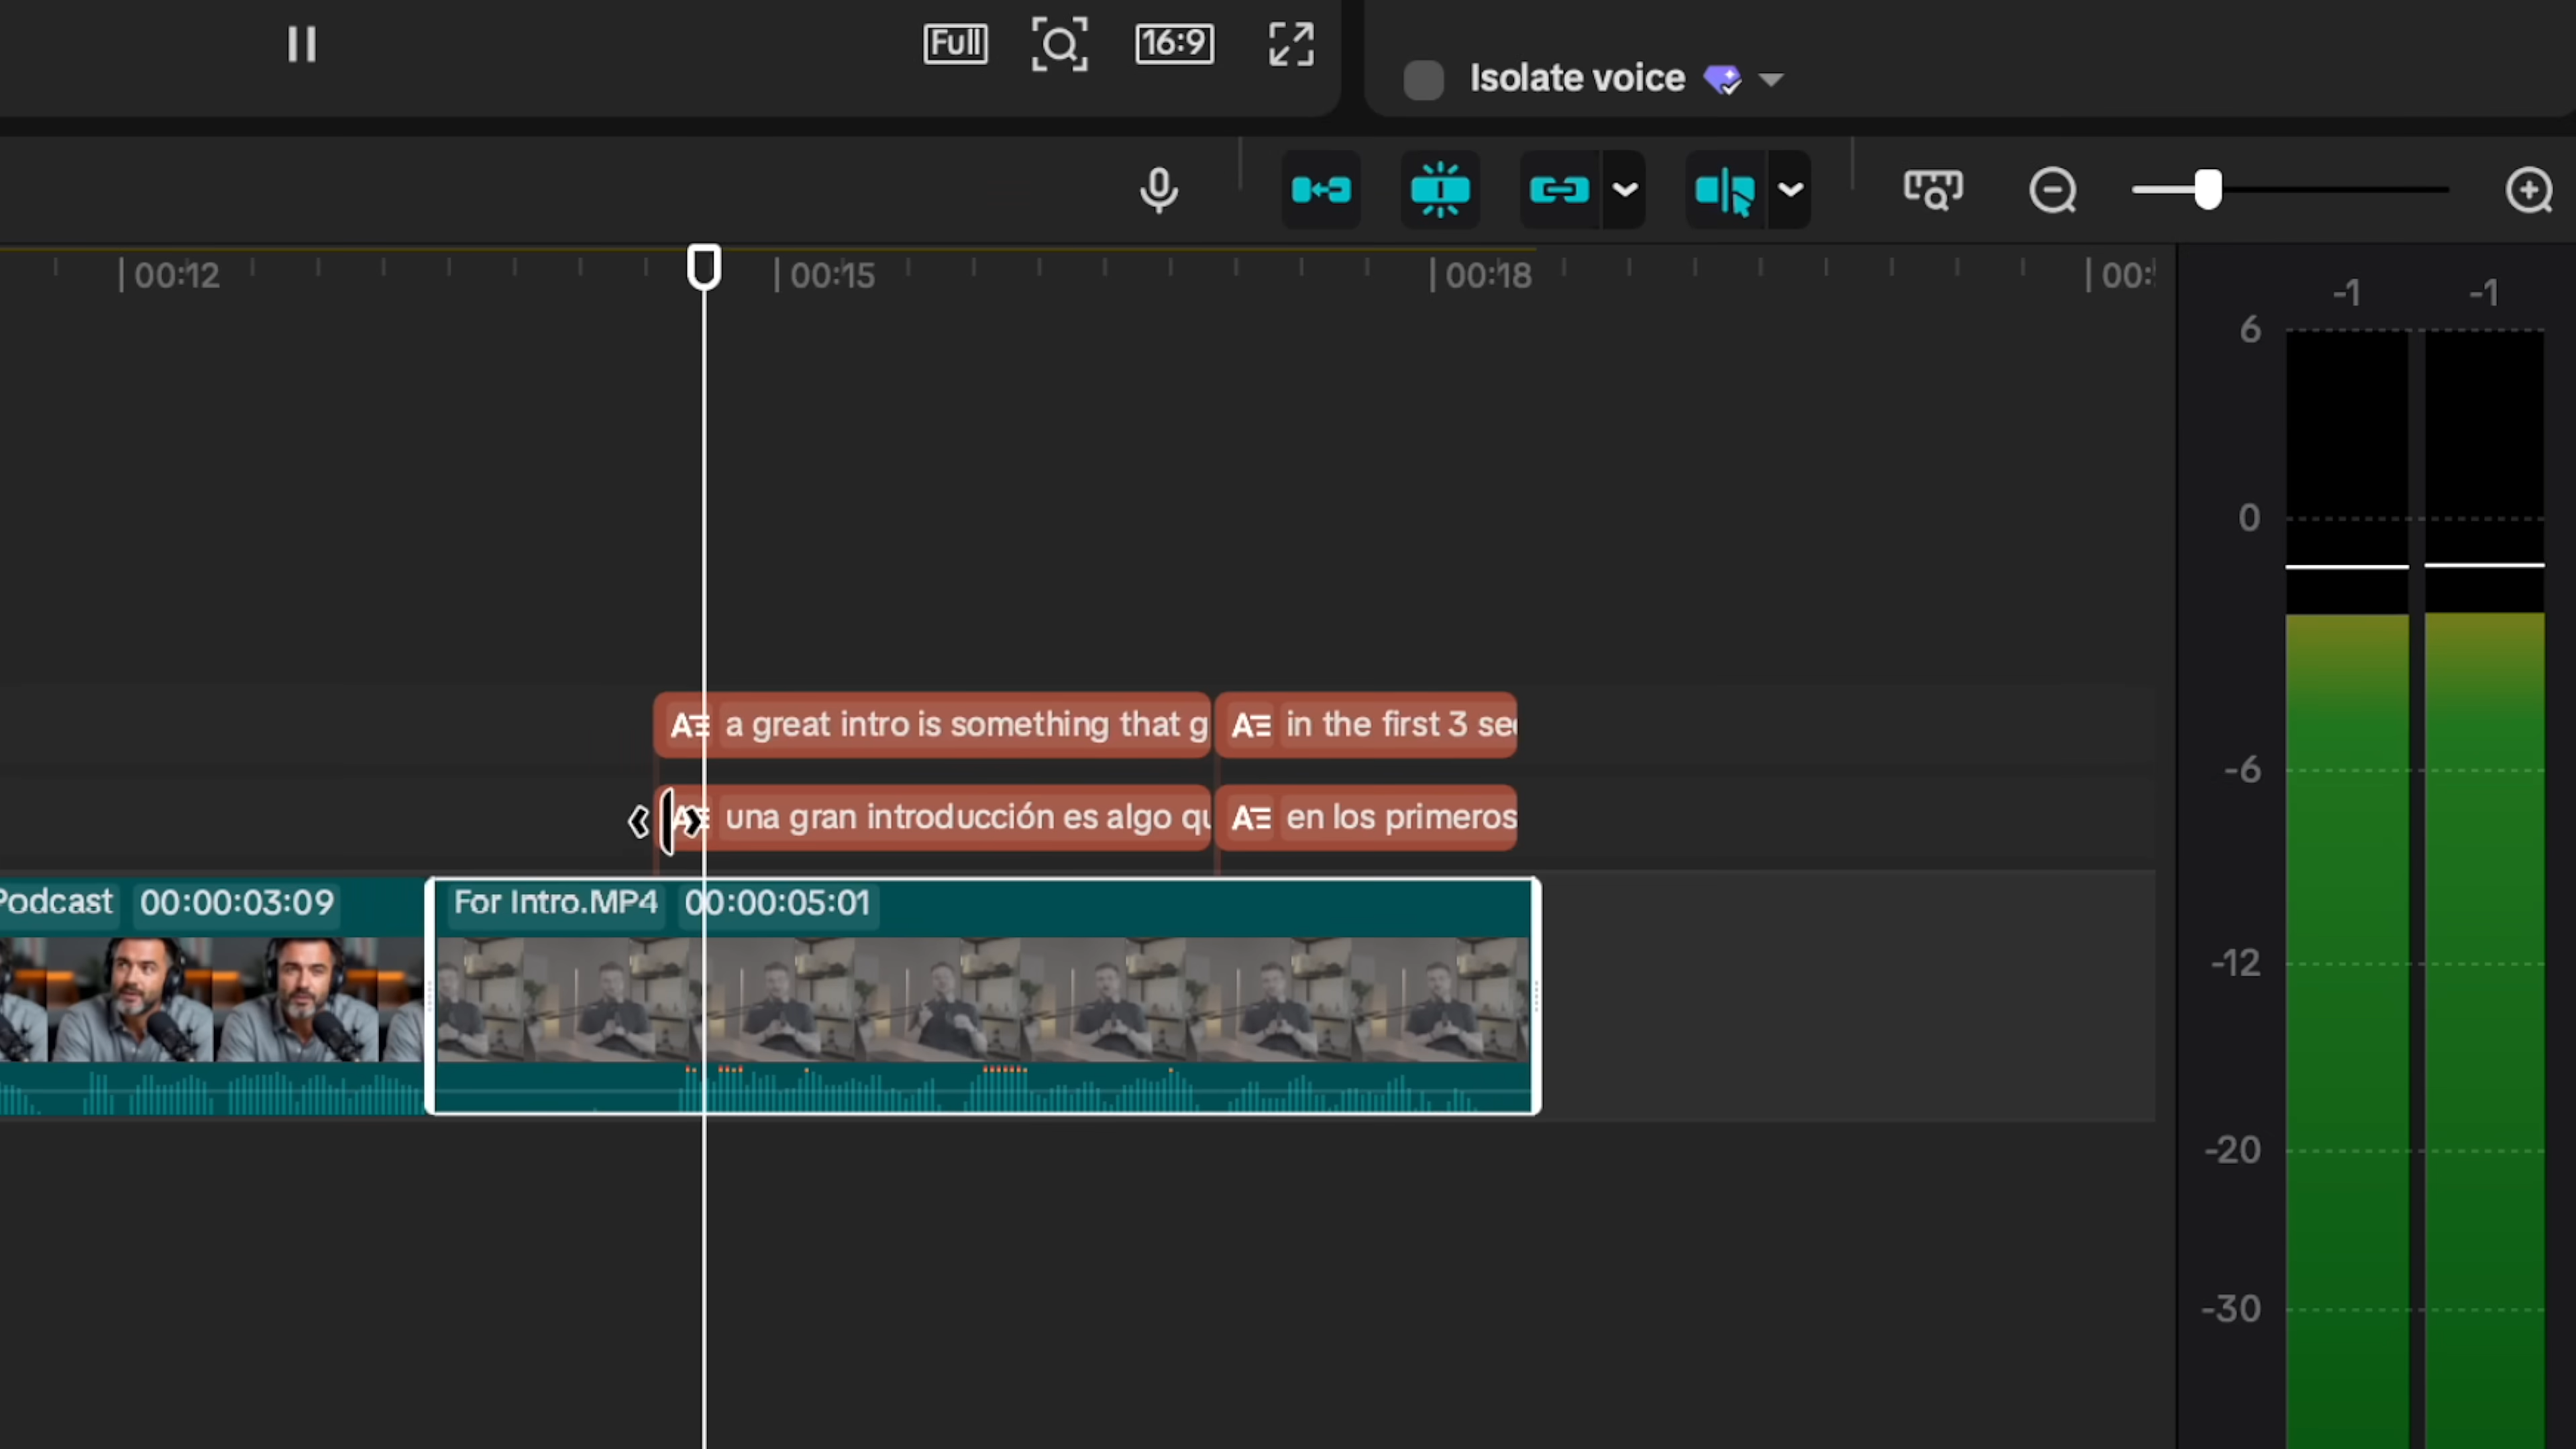 Full
16:9
Isolate voice
00:12
00:15
00:18
00:
-1 -1
6
0
-6
-12
-20
-30
a great intro is something that g
in the first 3 se
una gran introducción es algo qu
en los primeros
Podcast 00:00:03:09
For Intro.MP4 00:00:05:01